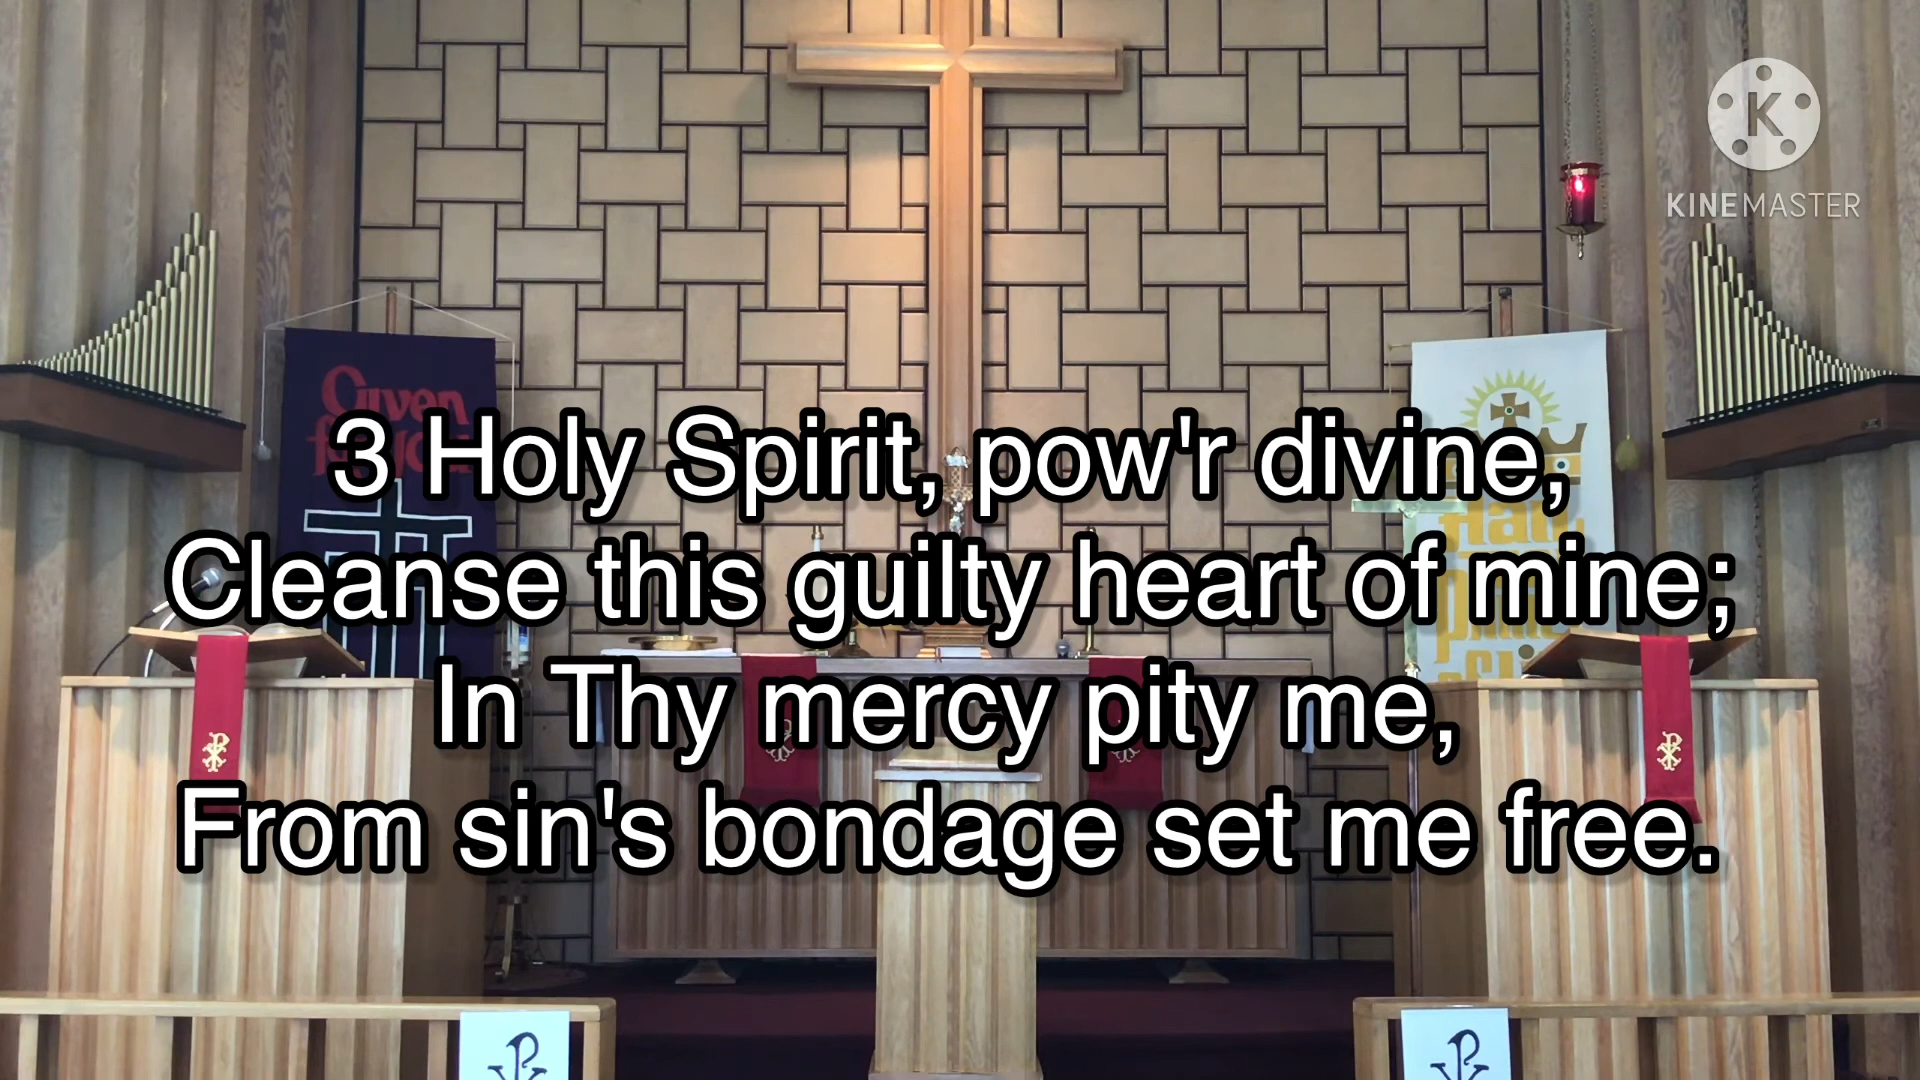 K
KINEMASTER
Given
3 Holy Spirit, pow'r divine,
Cleanse this guilty heart of mine;
In Thy mercy pity me,
From sin's bondage set me free.